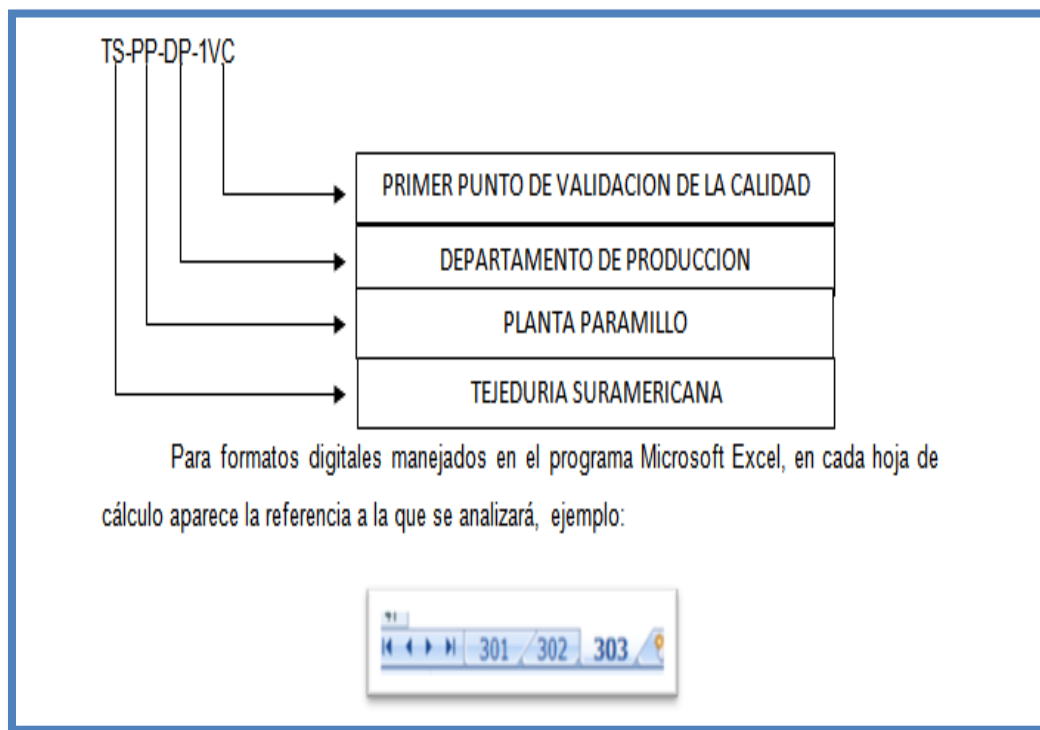 TS-PP-DP-1VC
PRIMER PUNTO DE VALIDACION DE LA CALIDAD
DEPARTAMENTO DE PRODUCCION
PLANTA PARAMILLO
TEJEDURIA SURAMERICANA
Para formatos digitales manejados en el programa Microsoft Excel, en cada hoja de
cálculo aparece la referencia a la que se analizará, ejemplo:
301 302 303